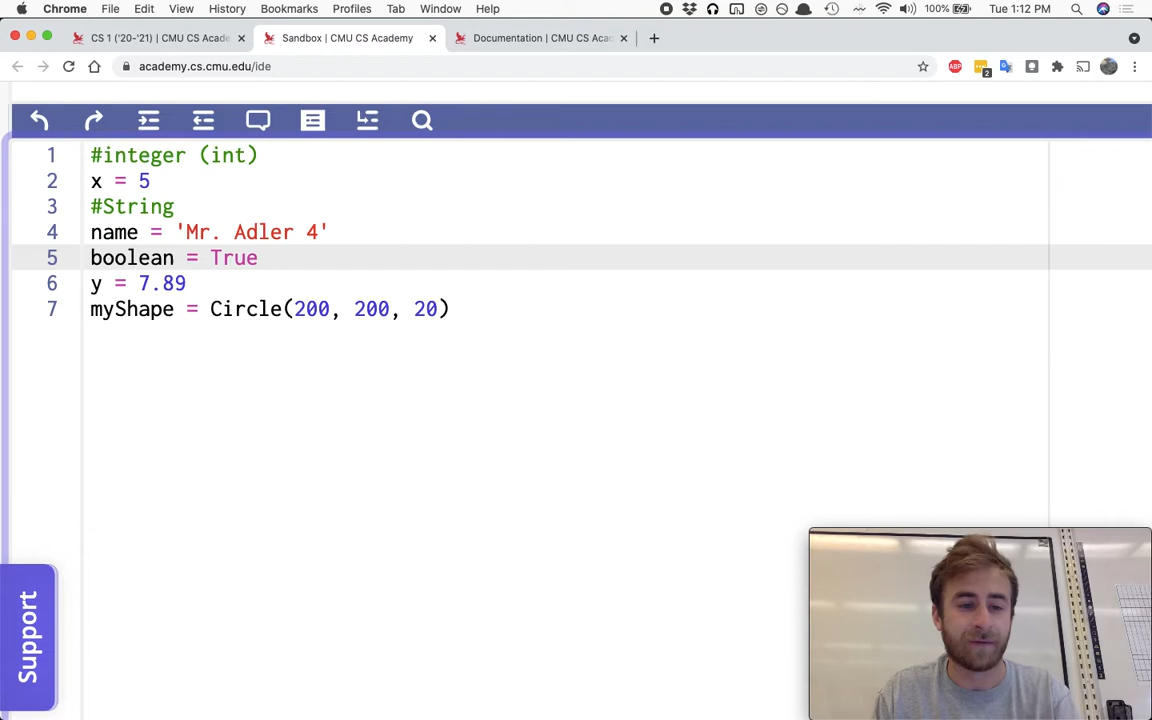 Chrome File Edit View History Bookmarks Profiles Tab Window Help 100% Tue 1:12 PM
CS 1 ('20-'21) | CMU CS Acade Sandbox | CMU CS Academy Documentation | CMU CS Acad
academy.cs.cmu.edu/ide
ABP 2
1 #integer (int)
2 x = 5
3 #String
4 name = 'Mr. Adler 4'
5 boolean = True
6 y = 7.89
7 myShape = Circle(200, 200, 20)
Support